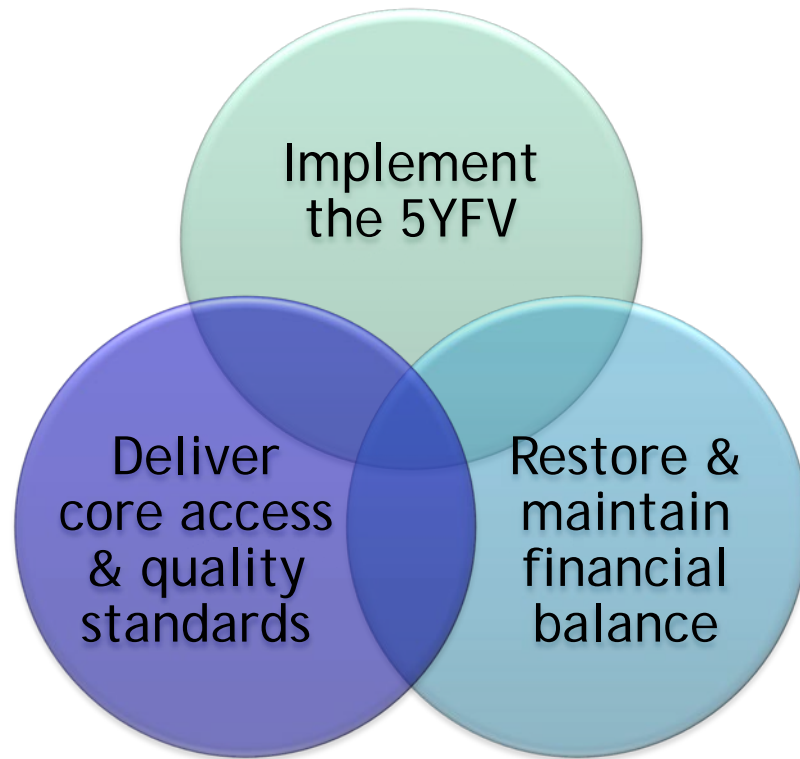 Implement
the 5YFV
Deliver
core access
& quality
standards
Restore &
maintain
financial
balance